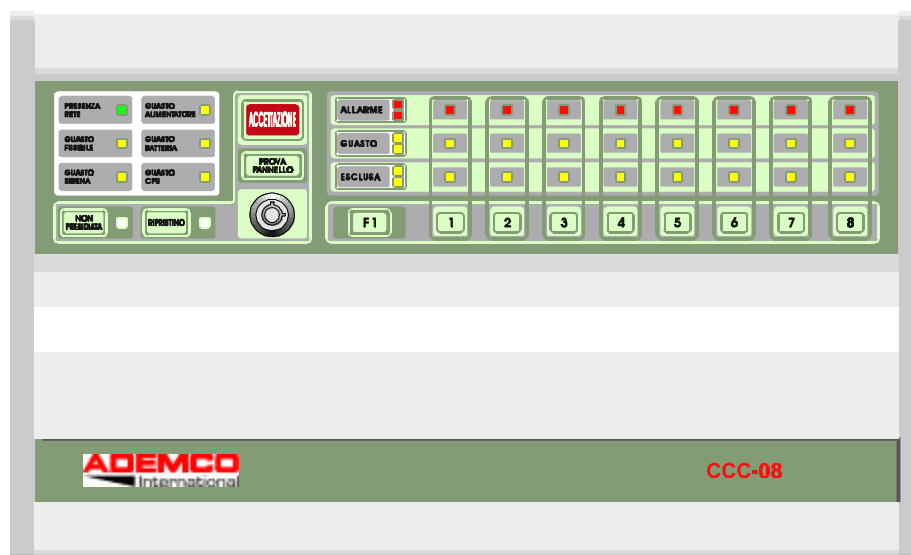 PRESENZA
RETE
GUASTO
ALIMENTATORE
GUASTO
FUSIBILE
GUASTO
BATTERIA
GUASTO
SIRENA
GUASTO
CPU
NON
PRESIDIATA
RIPRISTINO
ACCETTAZIONE
PROVA
PANNELLO
ALLARME
GUASTO
ESCLUSA
F1 1 2 3 4 5 6 7 8
ADEMCO
International
CCC-08